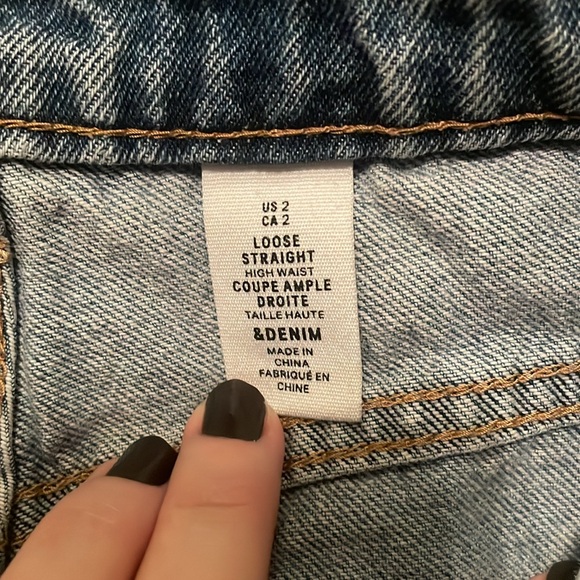 US 2
CA 2
LOOSE
STRAIGHT
HIGH WAIST
COUPE AMPLE
DROITE
TAILLE HAUTE
&DENIM
MADE IN
CHINA
FABRIQUÉ EN
CHINE